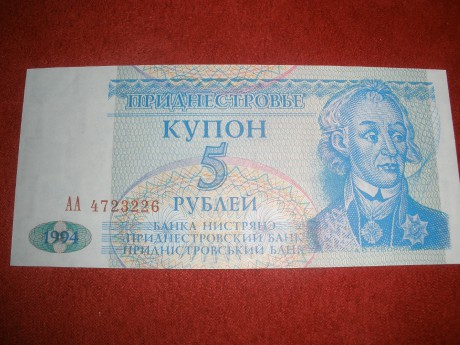 ПРИДНЕСТРОВЬЕ
КУПОН
5
АА 4723226
РУБЛЕЙ
1994
БАНКА НИСТРЯНЭ
ПРИДНЕСТРОВСКИЙ БАНК
ПРИДНІСТРОВСЬКИЙ БАНК